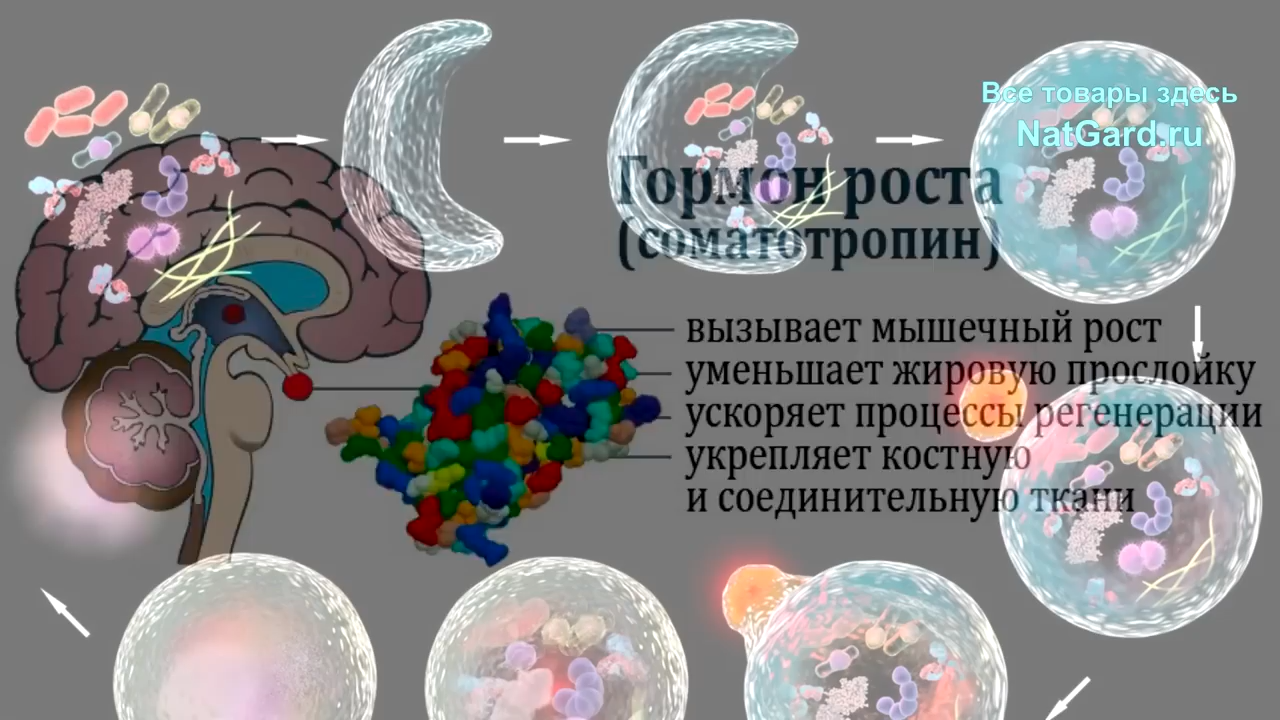 Все товары здесь
NatGard.ru
Гормон роста
(соматотропин)
вызывает мышечный рост
уменьшает жировую прослойку
ускоряет процессы регенерации
укрепляет костную
и соединительную ткани